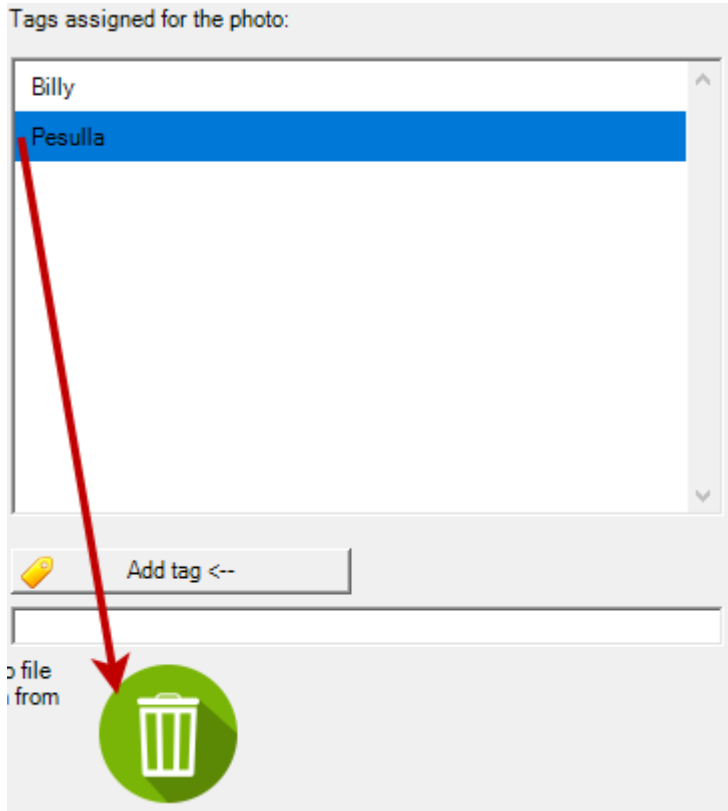 Tags assigned for the photo:
Billy
Pesulla
Add tag <--
file
from